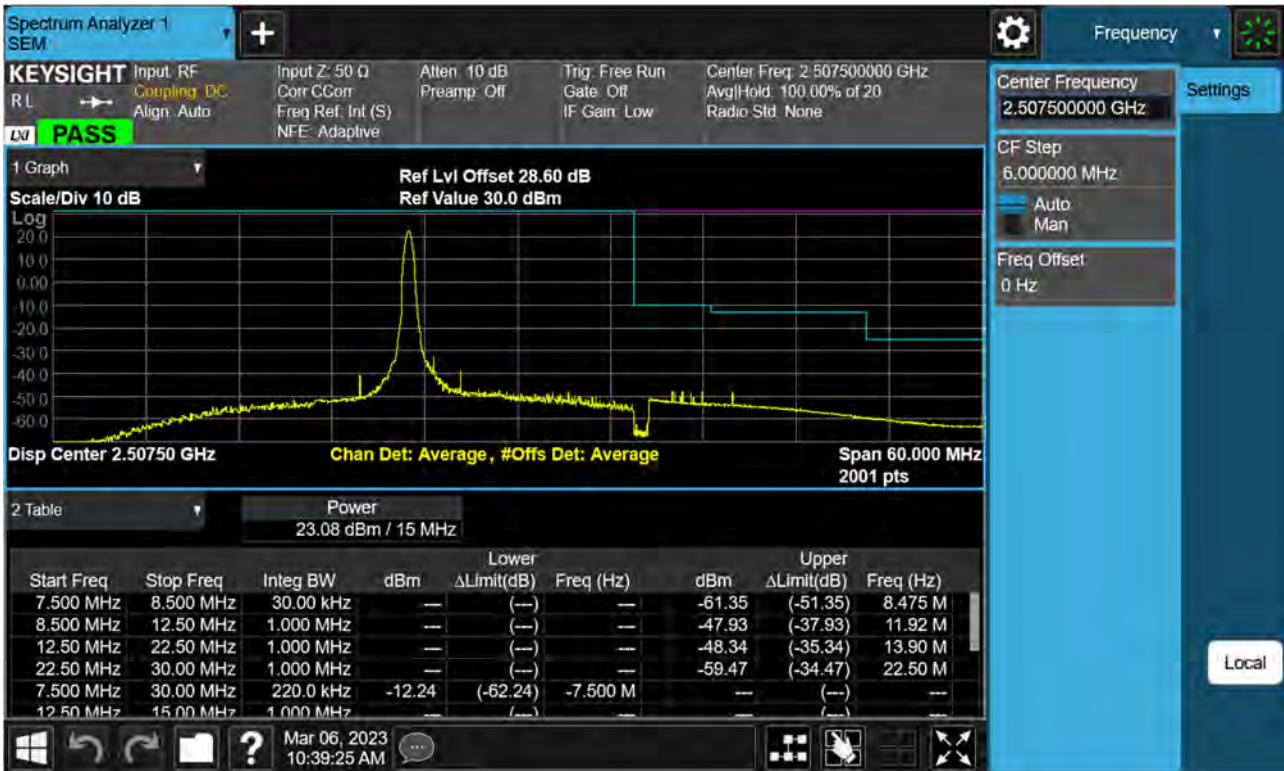 Spectrum Analyzer 1
SEM
Frequency
KEYSIGHT
RL
LXI
PASS
Input: RF
Coupling: DC
Align: Auto
Input Z: 50 Ω
Corr CCorr
Freq Ref: Int (S)
NFE: Adaptive
Atten: 10 dB
Preamp: Off
Trig: Free Run
Gate: Off
IF Gain: Low
Center Freq: 2.507500000 GHz
Avg|Hold: 100.00% of 20
Radio Std: None
Center Frequency
2.507500000 GHz
Settings
CF Step
6.000000 MHz
Auto
Man
Freq Offset
0 Hz
1 Graph
Ref Lvl Offset 28.60 dB
Scale/Div 10 dB
Ref Value 30.0 dBm
Log
20.0
10.0
0.00
-10.0
-20.0
-30.0
-40.0
-50.0
-60.0
Disp Center 2.50750 GHz
Chan Det: Average, #Offs Det: Average
Span 60.000 MHz
2001 pts
2 Table
Power
23.08 dBm / 15 MHz
Lower Upper
Start Freq Stop Freq Integ BW dBm ΔLimit(dB) Freq (Hz) dBm ΔLimit(dB) Freq (Hz)
7.500 MHz 8.500 MHz 30.00 kHz --- (---) --- -61.35 (-51.35) 8.475 M
8.500 MHz 12.50 MHz 1.000 MHz --- (---) --- -47.93 (-37.93) 11.92 M
12.50 MHz 22.50 MHz 1.000 MHz --- (---) --- -48.34 (-35.34) 13.90 M
22.50 MHz 30.00 MHz 1.000 MHz --- (---) --- -59.47 (-34.47) 22.50 M
7.500 MHz 30.00 MHz 220.0 kHz -12.24 (-62.24) -7.500 M --- (---) ---
12.50 MHz 15.00 MHz 1.000 MHz --- (---) --- --- (---) ---
Local
?
Mar 06, 2023
10:39:25 AM